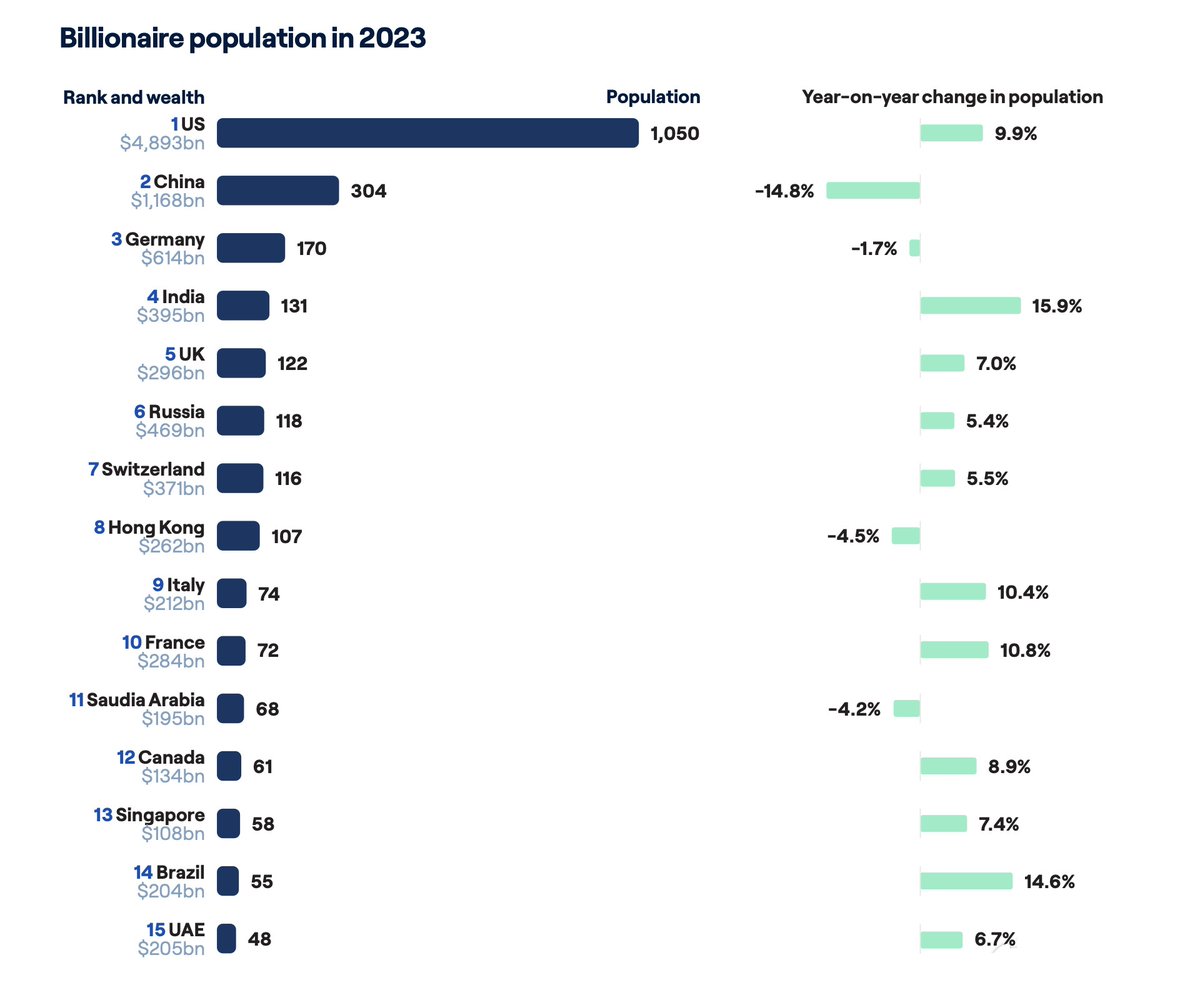 Billionaire population in 2023
Rank and wealth Population Year-on-year change in population
1 US 1,050 9.9%
$4,893bn
2 China 304 -14.8%
$1,168bn
3 Germany 170 -1.7%
$614bn
4 India 131 15.9%
$395bn
5 UK 122 7.0%
$296bn
6 Russia 118 5.4%
$469bn
7 Switzerland 116 5.5%
$371bn
8 Hong Kong 107 -4.5%
$262bn
9 Italy 74 10.4%
$212bn
10 France 72 10.8%
$284bn
11 Saudia Arabia 68 -4.2%
$195bn
12 Canada 61 8.9%
$134bn
13 Singapore 58 7.4%
$108bn
14 Brazil 55 14.6%
$204bn
15 UAE 48 6.7%
$205bn